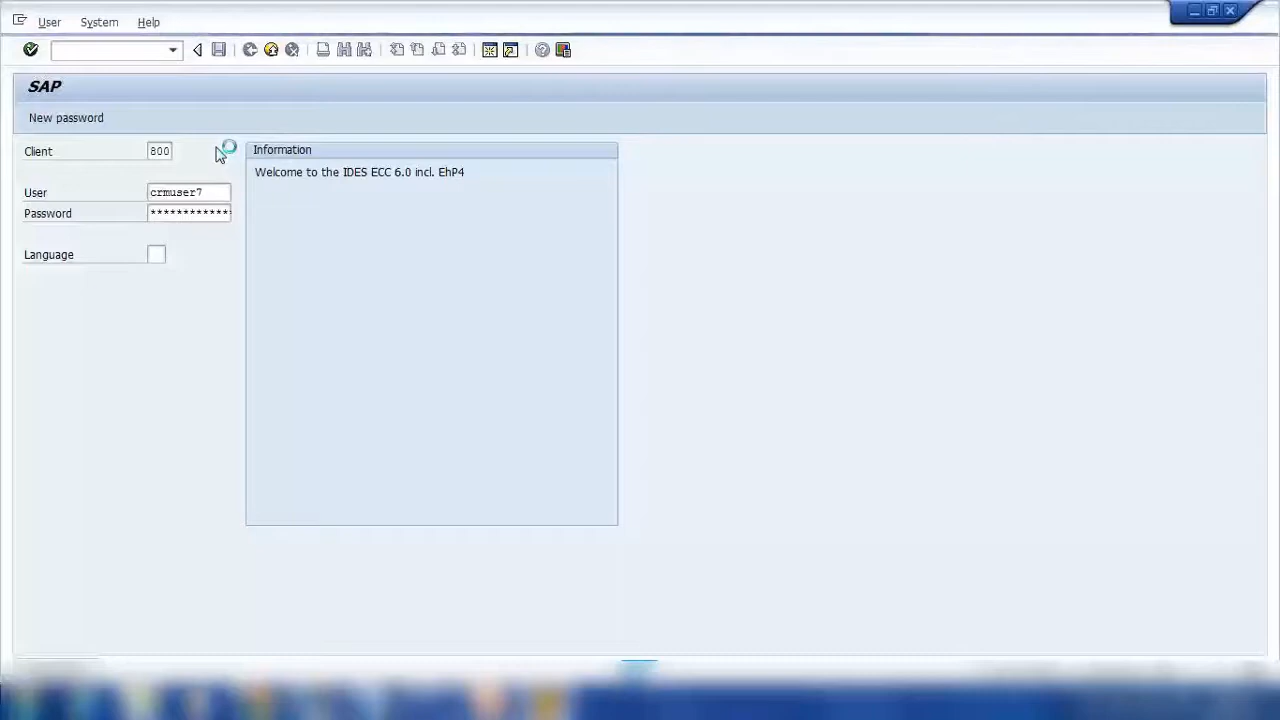 User System Help
SAP
New password
Client 800
Information
Welcome to the IDES ECC 6.0 incl. EhP4
User crmuser7
Password *************
Language